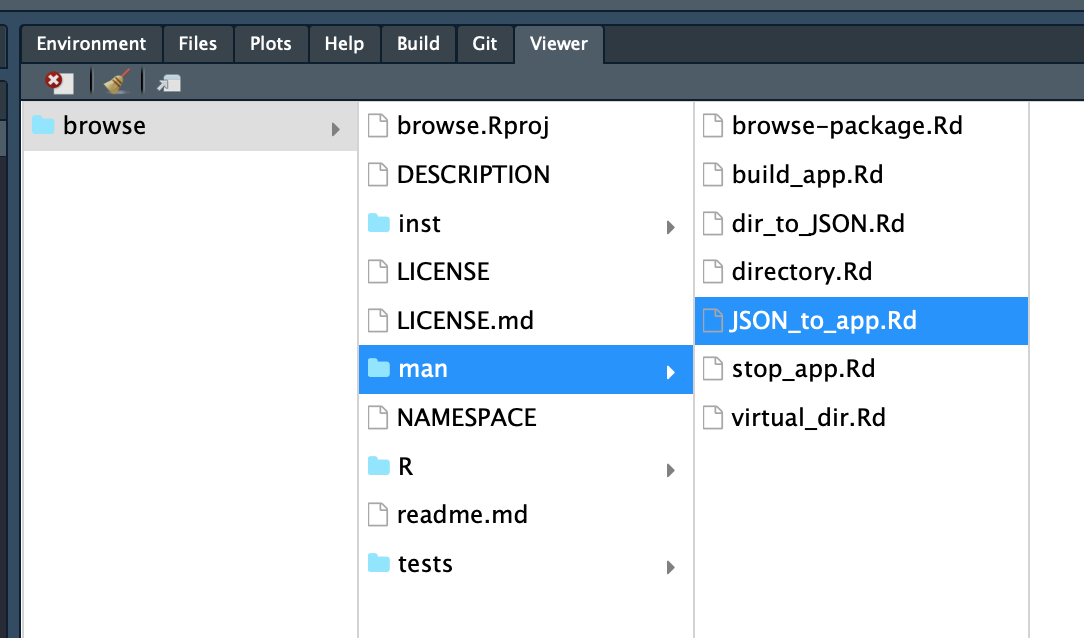 Environment Files Plots Help Build Git Viewer
browse
browse.Rproj
DESCRIPTION
inst
LICENSE
LICENSE.md
man
NAMESPACE
R
readme.md
tests
browse-package.Rd
build_app.Rd
dir_to_JSON.Rd
directory.Rd
JSON_to_app.Rd
stop_app.Rd
virtual_dir.Rd